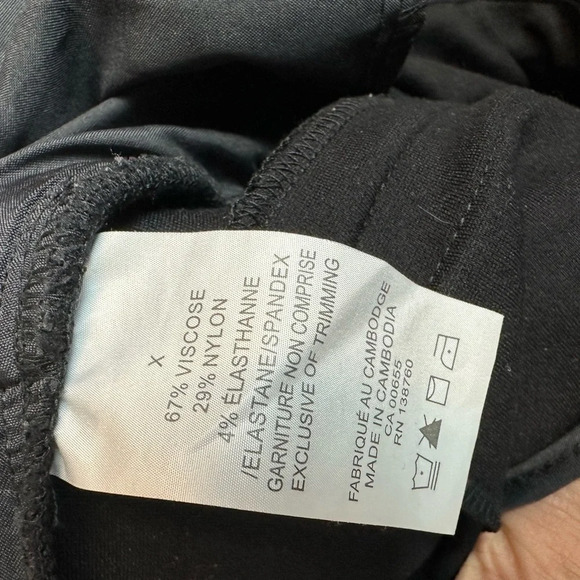 X
67% VISCOSE
29% NYLON
4% ÉLASTHANNE
/ELASTANE/SPANDEX
GARNITURE NON COMPRISE
EXCLUSIVE OF TRIMMING
FABRIQUÉ AU CAMBODGE
MADE IN CAMBODIA
CA 00655
RN 138760